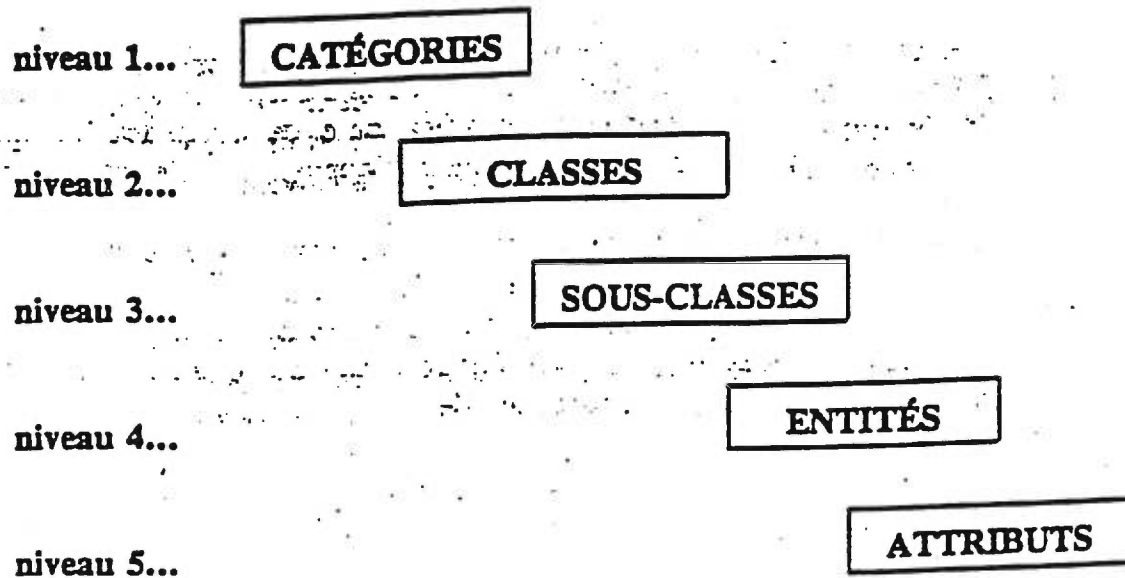 niveau 1... CATÉGORIES
niveau 2... CLASSES
niveau 3... SOUS-CLASSES
niveau 4... ENTITÉS
niveau 5... ATTRIBUTS